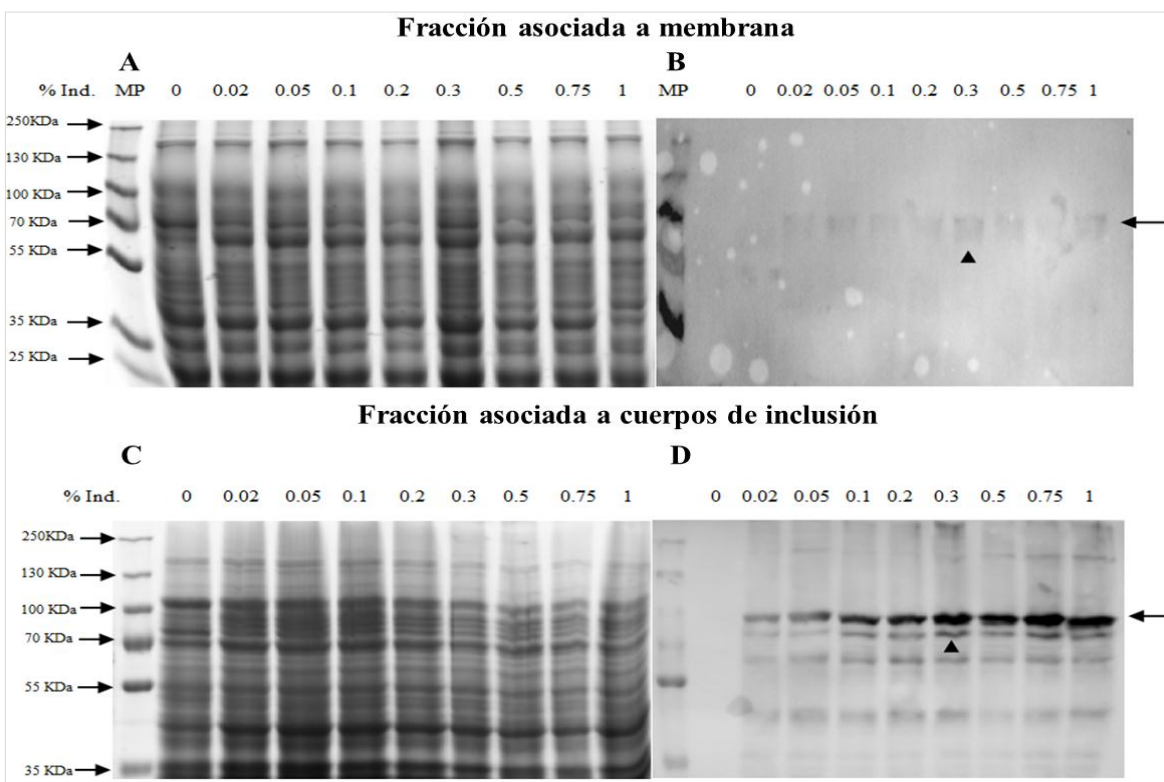 Fracción asociada a membrana
A B
% Ind. MP 0 0.02 0.05 0.1 0.2 0.3 0.5 0.75 1 MP 0 0.02 0.05 0.1 0.2 0.3 0.5 0.75 1
250KDa
130 KDa
100 KDa
70 KDa
55 KDa
35 KDa
25 KDa
Fracción asociada a cuerpos de inclusión
C D
% Ind. 0 0.02 0.05 0.1 0.2 0.3 0.5 0.75 1 0 0.02 0.05 0.1 0.2 0.3 0.5 0.75 1
250KDa
130 KDa
100 KDa
70 KDa
55 KDa
35 KDa